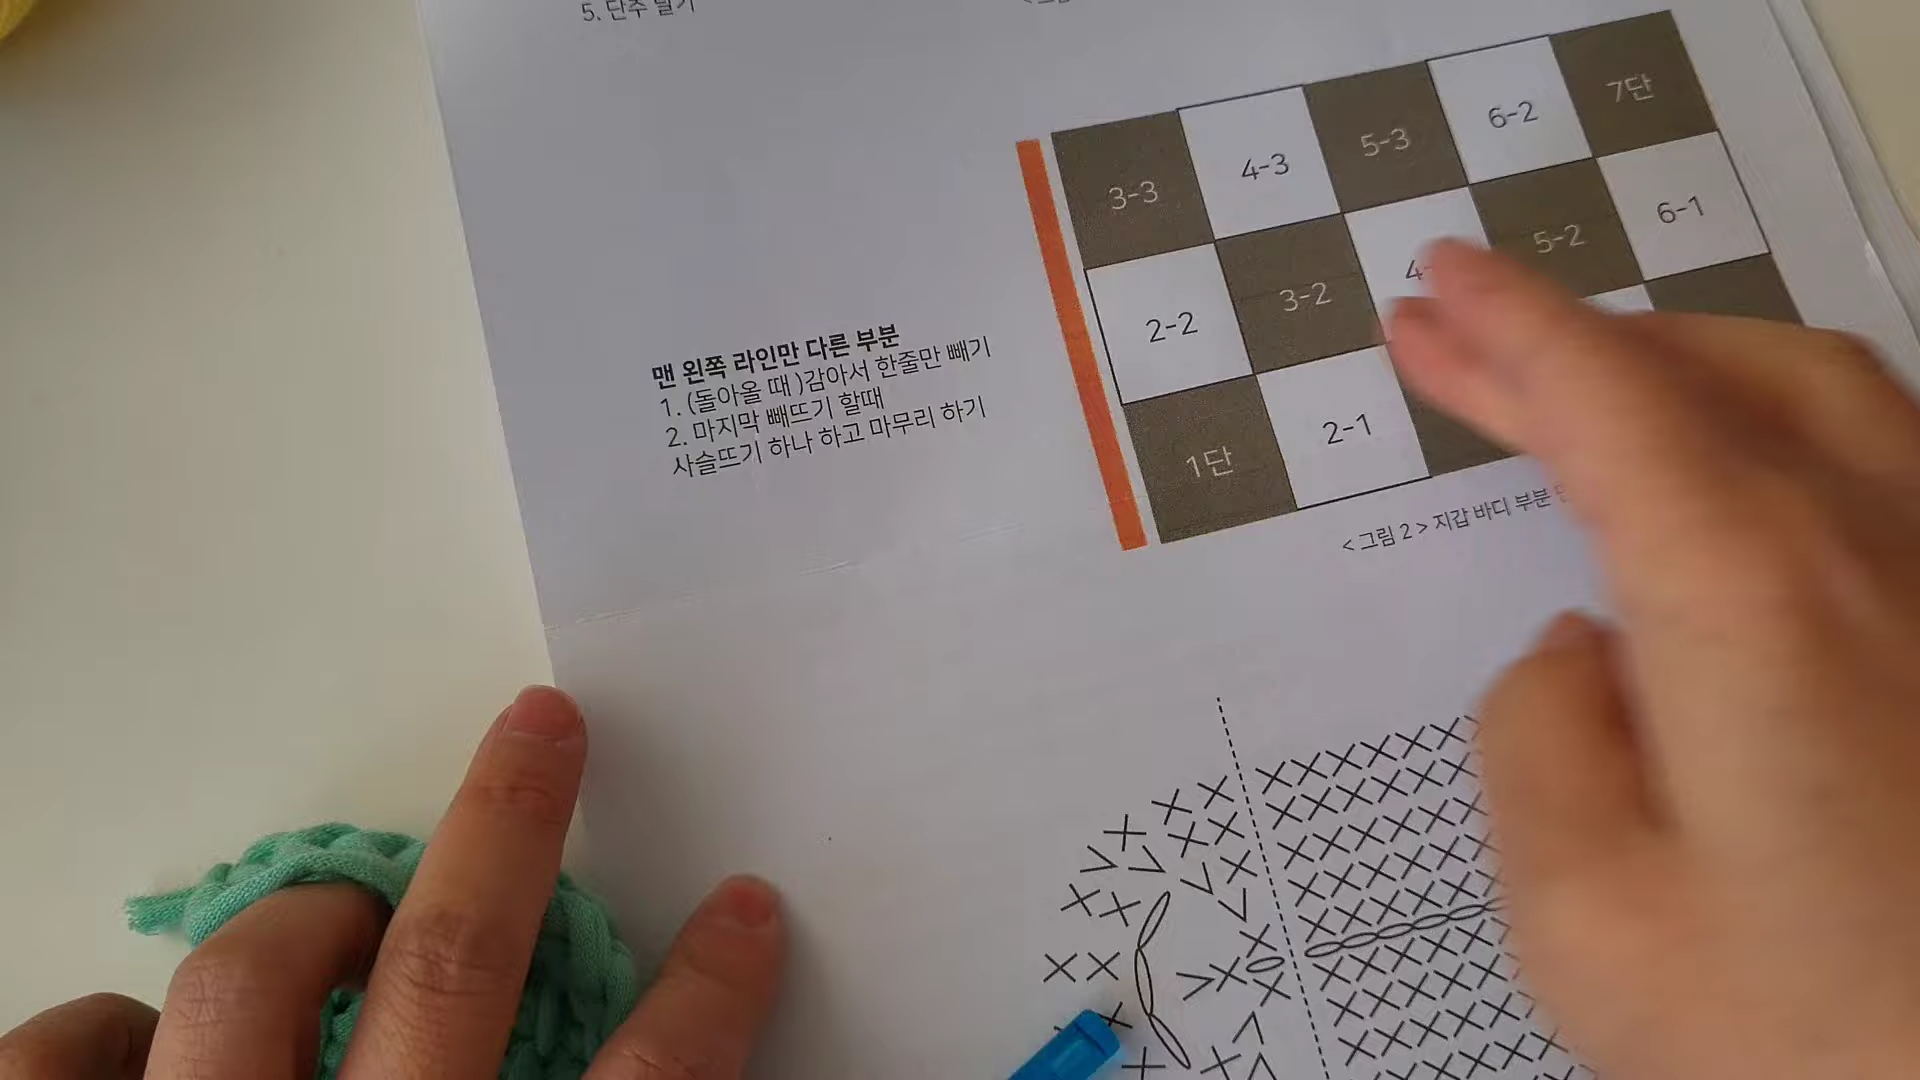 5. 단추 달기
3-3 4-3 5-3 6-2 7단
2-2 3-2 5-2 6-1
1단 2-1
맨 왼쪽 라인만 다른 부분
1. (돌아올 때 )감아서 한줄만 빼기
2. 마지막 빼뜨기 할때
사슬뜨기 하나 하고 마무리 하기
< 그림 2 > 지갑 바디 부분